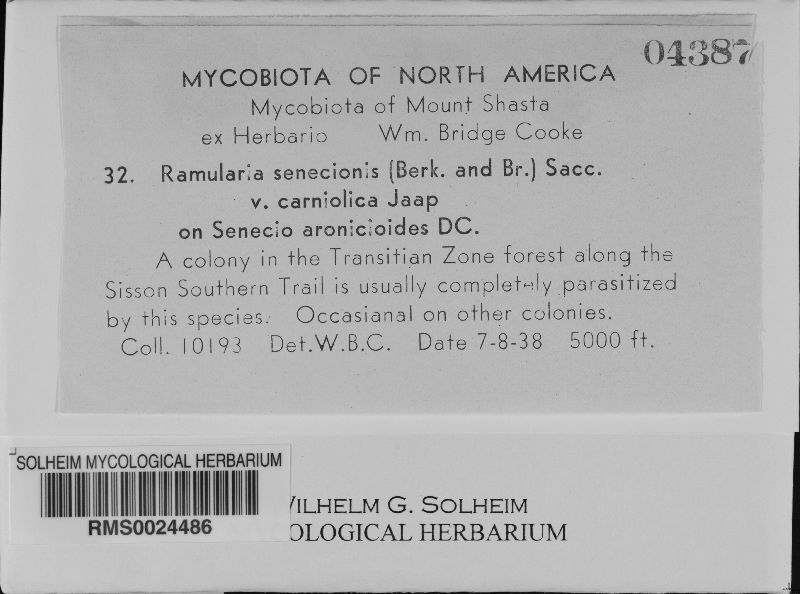 04387
MYCOBIOTA OF NORTH AMERICA
Mycobiota of Mount Shasta
ex Herbario Wm. Bridge Cooke
32. Ramularia senecionis (Berk. and Br.) Sacc.
v. carniolica Jaap
on Senecio aronicioides DC.
A colony in the Transitian Zone forest along the
Sisson Southern Trail is usually completely parasitized
by this species. Occasianal on other colonies.
Coll. 10193 Det.W.B.C. Date 7-8-38 5000 ft.
SOLHEIM MYCOLOGICAL HERBARIUM
RMS0024486
ILHELM G. SOLHEIM
OLOGICAL HERBARIUM